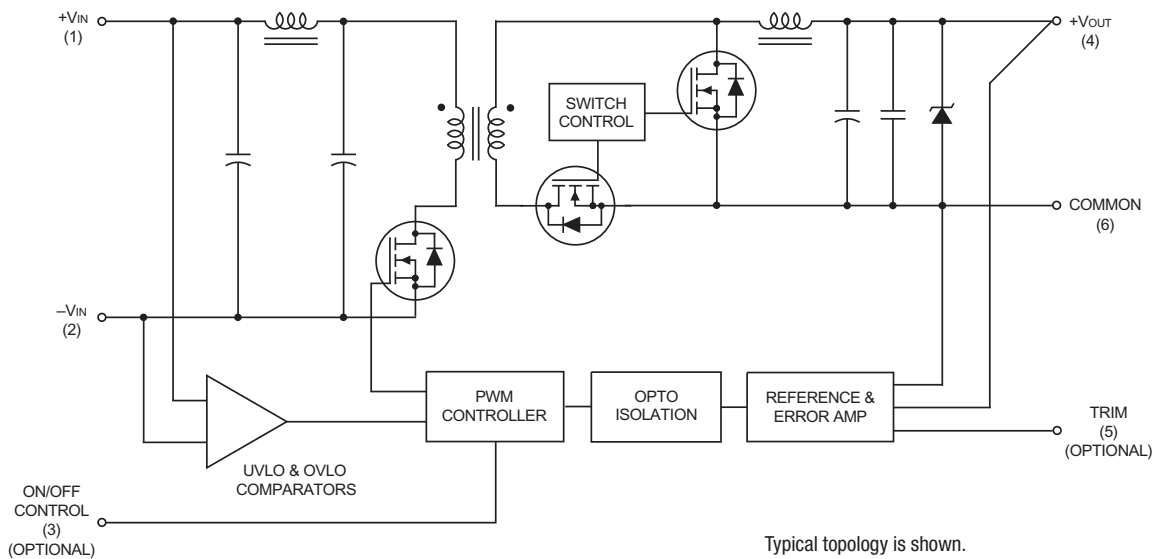 +VIN
(1)
+VOUT
(4)
SWITCH
CONTROL
COMMON
(6)
–VIN
(2)
PWM
CONTROLLER
OPTO
ISOLATION
REFERENCE &
ERROR AMP
TRIM
(5)
(OPTIONAL)
UVLO & OVLO
COMPARATORS
ON/OFF
CONTROL
(3)
(OPTIONAL)
Typical topology is shown.